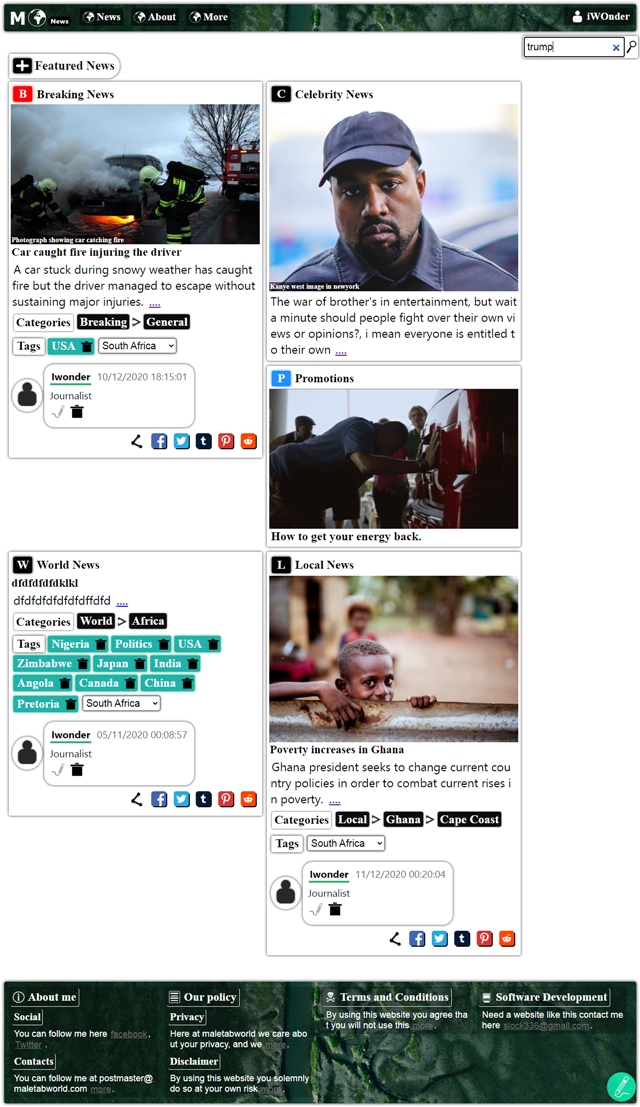 M News News About More iWOnder
trump
Featured News
B Breaking News
Photograph showing car catching fire
Car caught fire injuring the driver
A car stuck during snowy weather has caught
fire but the driver managed to escape without
sustaining major injuries. ....
Categories Breaking > General
Tags USA South Africa
Iwonder 10/12/2020 18:15:01
Journalist
C Celebrity News
Kanye west image in newyork
The war of brother's in entertainment, but wait
a minute should people fight over their own vi
ews or opinions?, i mean everyone is entitled t
o their own ....
P Promotions
How to get your energy back.
W World News
dfdfdfdfdklkl
dfdfdfdfdfdfdffdfd ....
Categories World > Africa
Tags Nigeria Politics USA
Zimbabwe Japan India
Angola Canada China
Pretoria South Africa
Iwonder 05/11/2020 00:08:57
Journalist
L Local News
Poverty increases in Ghana
Ghana president seeks to change current cou
ntry policies in order to combat current rises i
n poverty. ....
Categories Local > Ghana > Cape Coast
Tags South Africa
Iwonder 11/12/2020 00:20:04
Journalist
About me
Social
You can follow me here facebook.
Twitter .
Contacts
You can follow me at postmaster@
maletabworld.com more.
Our policy
Privacy
Here at maletabworld we care abo
ut your privacy, and we more.
Disclaimer
By using this website you solemnly
do so at your own risk more.
Terms and Conditions
By using this website you agree tha
t you will not use this more.
Software Development
Need a website like this contact me
here slock336@gmail.com.